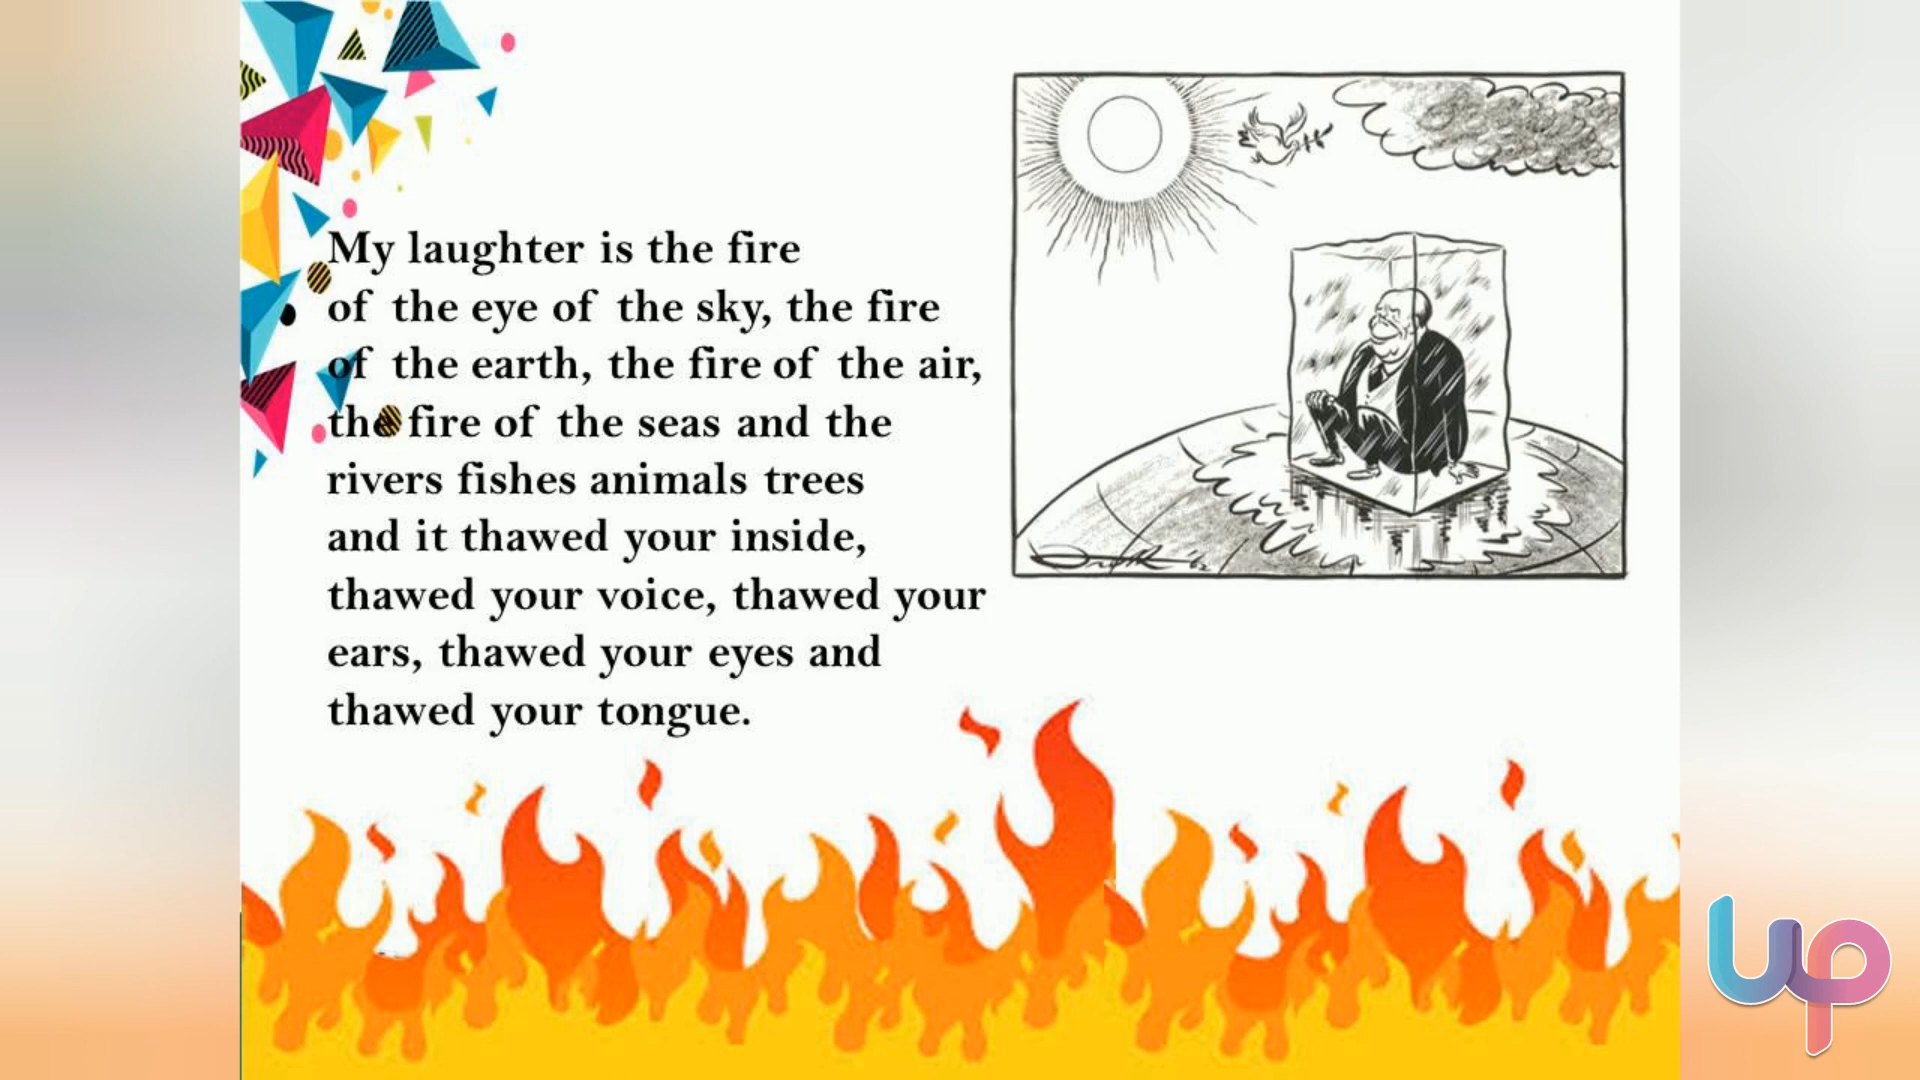 My laughter is the fire
of the eye of the sky, the fire
of the earth, the fire of the air,
the fire of the seas and the
rivers fishes animals trees
and it thawed your inside,
thawed your voice, thawed your
ears, thawed your eyes and
thawed your tongue.
up